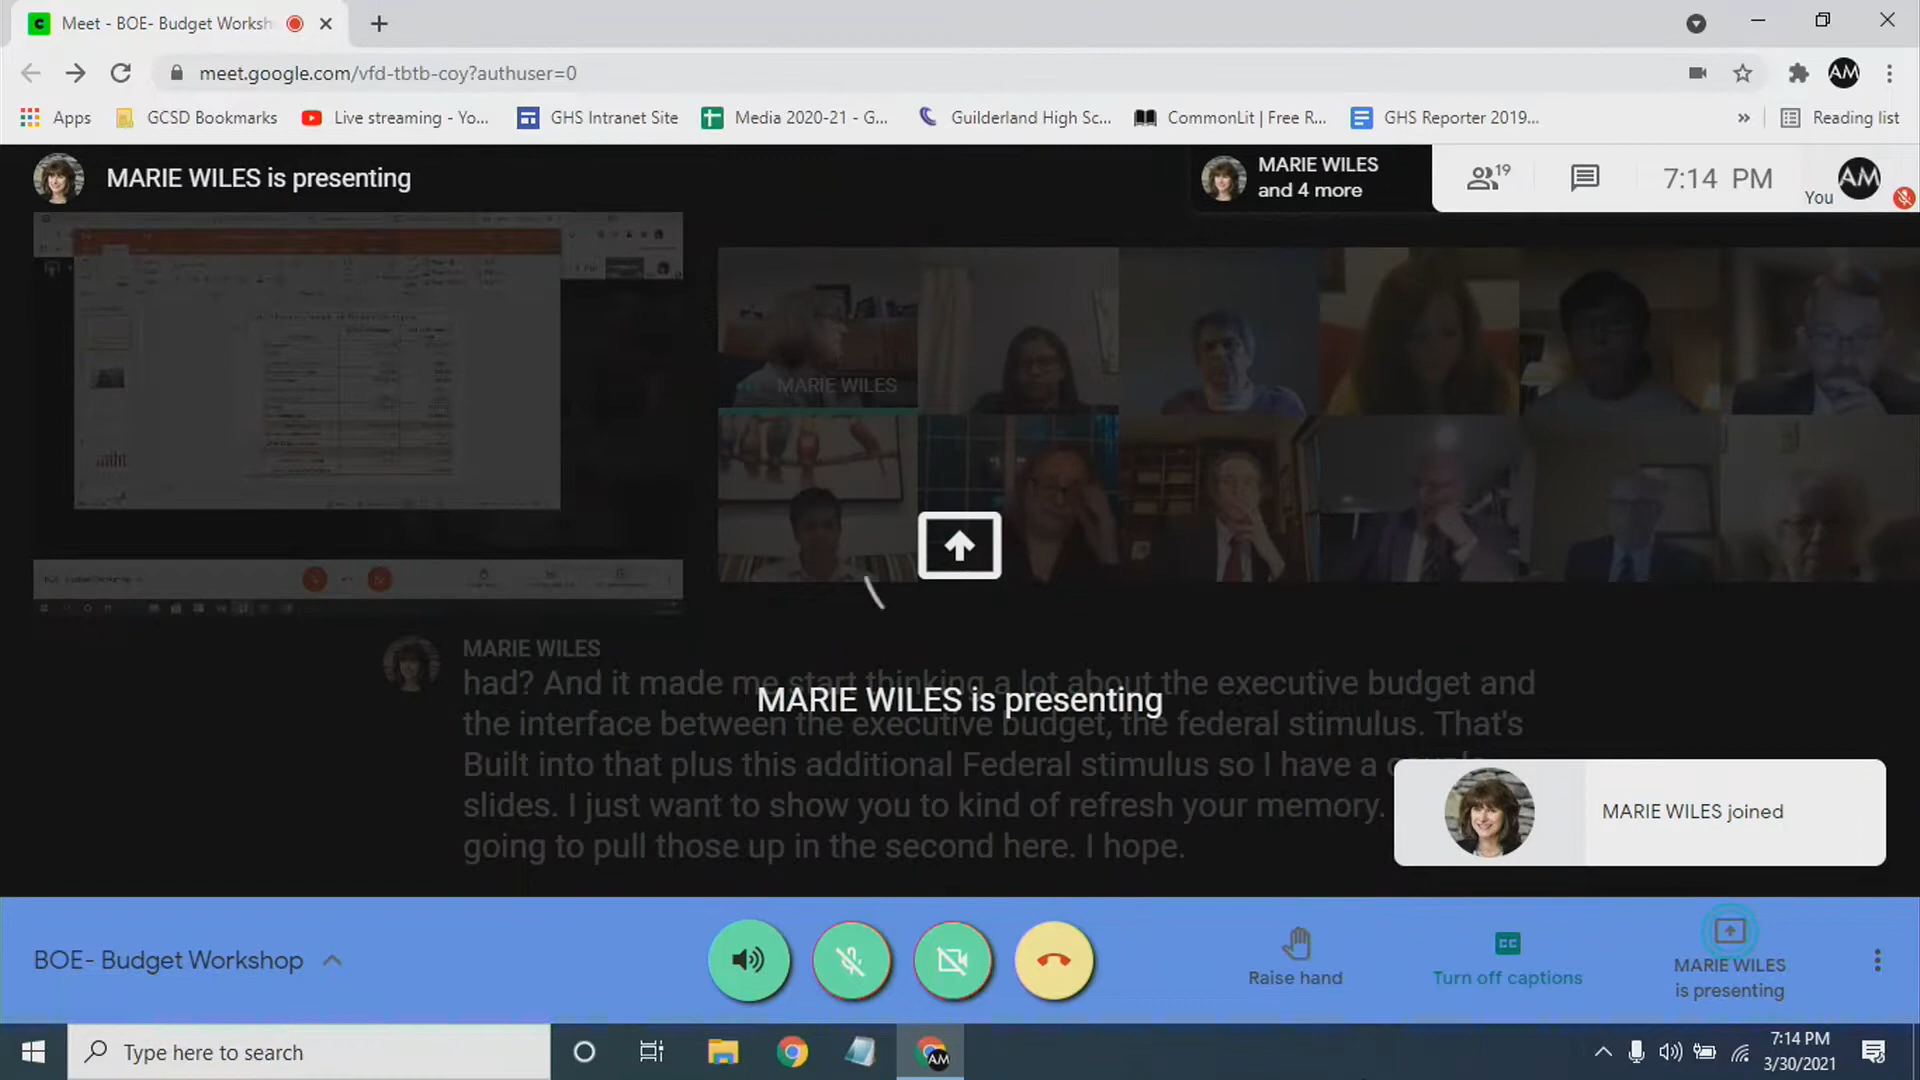 Meet - BOE- Budget Worksh
meet.google.com/vfd-tbtb-coy?authuser=0
AM
Apps
GCSD Bookmarks
Live streaming - Yo...
GHS Intranet Site
Media 2020-21 - G...
Guilderland High Sc...
CommonLit | Free R...
GHS Reporter 2019...
»
Reading list
MARIE WILES is presenting
MARIE WILES
and 4 more
19
7:14 PM
You
AM
MARIE WILES
MARIE WILES
had? And it made me start thinking a lot about the executive budget and
the interface between the executive budget, the federal stimulus. That's
Built into that plus this additional Federal stimulus so I have a
slides. I just want to show you to kind of refresh your memory.
going to pull those up in the second here. I hope.
MARIE WILES is presenting
MARIE WILES joined
BOE- Budget Workshop
Raise hand
CC
Turn off captions
MARIE WILES
is presenting
Type here to search
AM
7:14 PM
3/30/2021